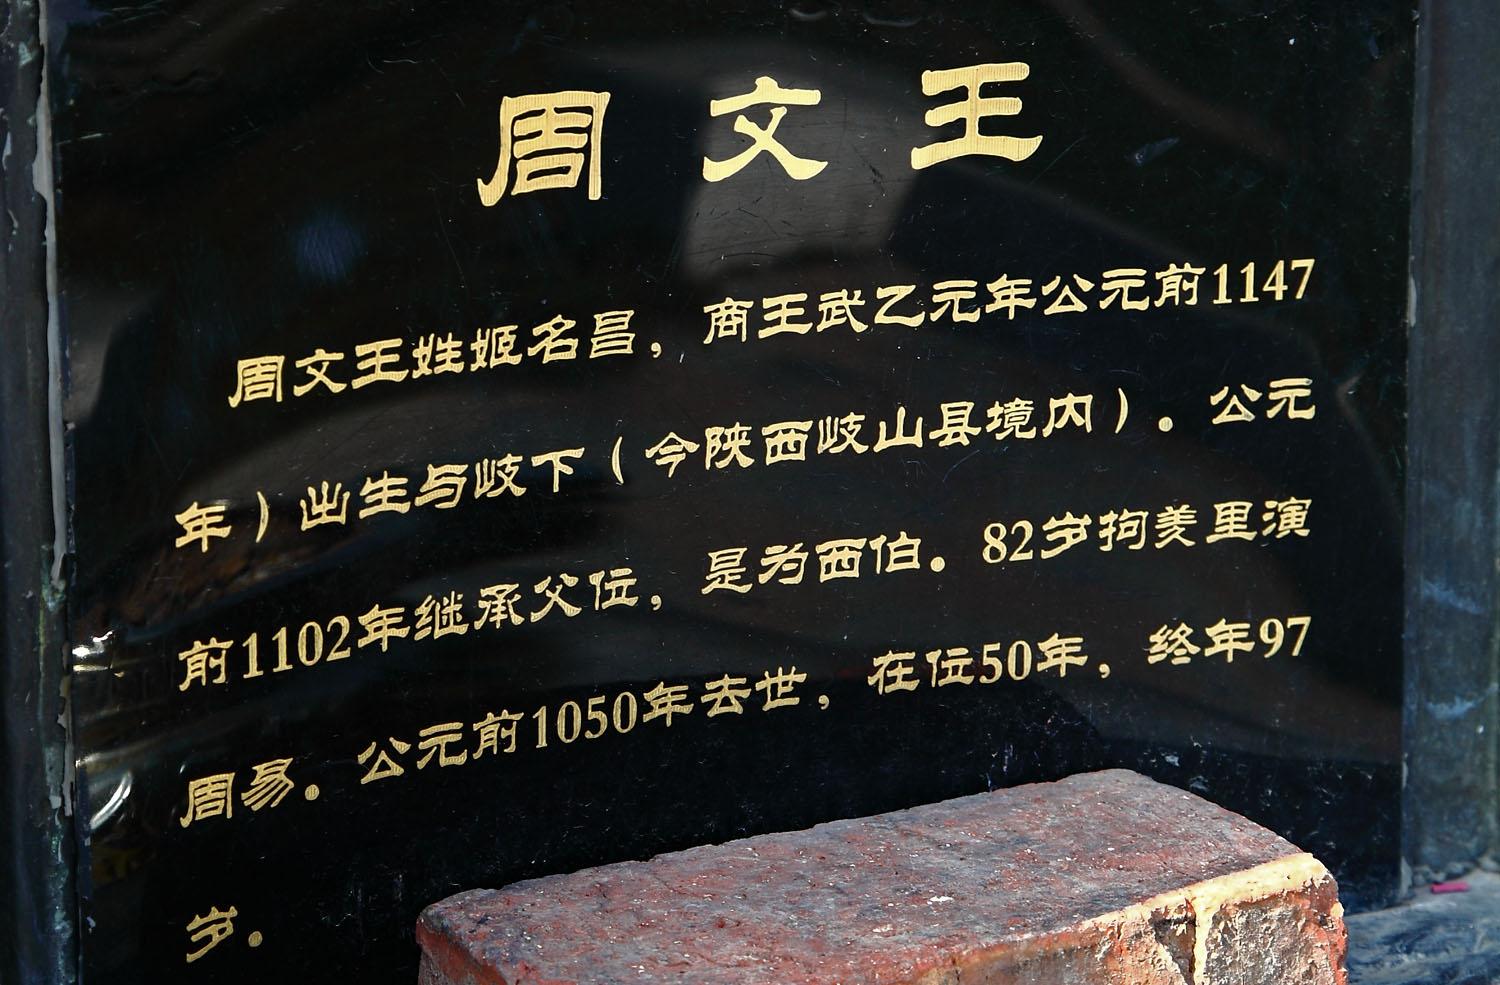 周文王
周文王姓姬名昌，商王武乙元年公元前1147
年）出生与岐下（今陕西岐山县境内）。公元
前1102年继承父位，是为西伯。82岁拘羑里演
周易。公元前1050年去世，在位50年，终年97
岁。